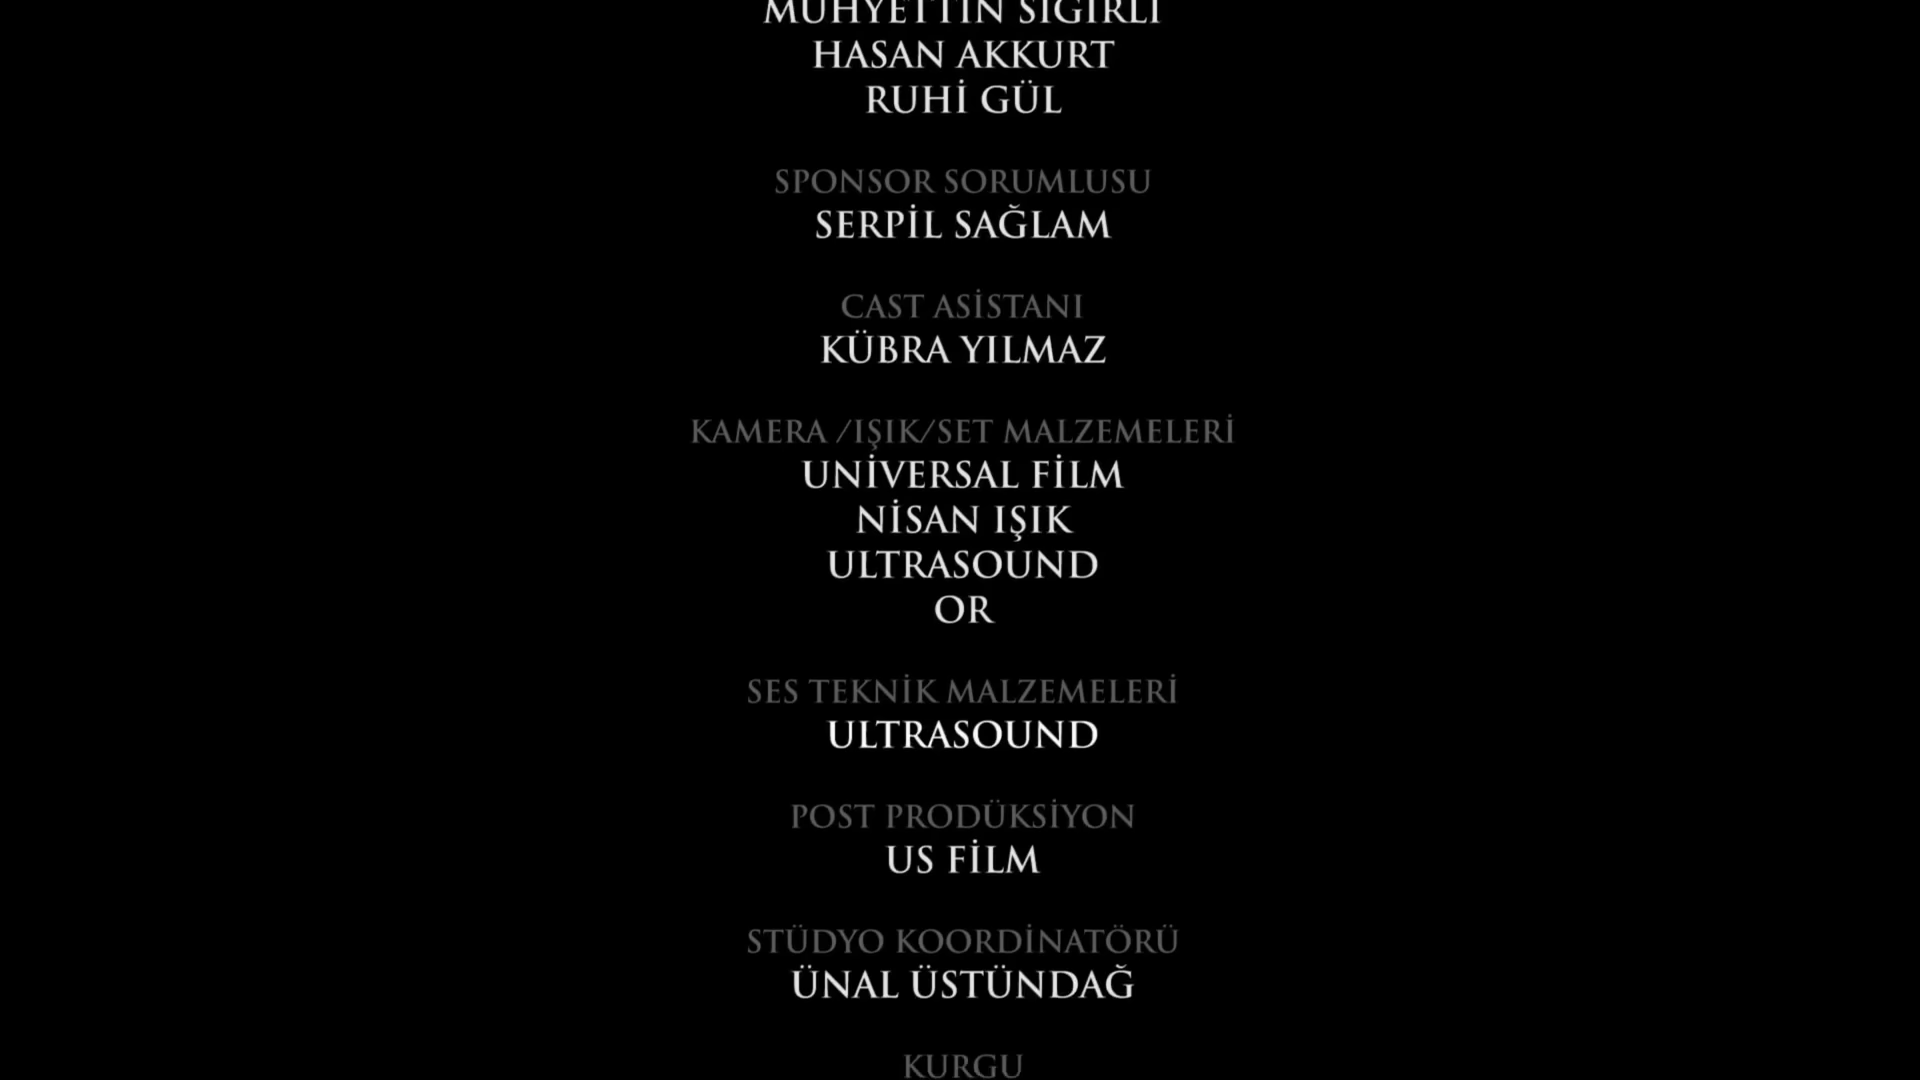 MUHYETTİN SIĞIRLI
HASAN AKKURT
RUHİ GÜL
SPONSOR SORUMLUSU
SERPİL SAĞLAM
CAST ASİSTANI
KÜBRA YILMAZ
KAMERA /IŞIK/SET MALZEMELERİ
UNİVERSAL FİLM
NİSAN IŞIK
ULTRASOUND
OR
SES TEKNİK MALZEMELERİ
ULTRASOUND
POST PRODÜKSİYON
US FİLM
STÜDYO KOORDİNATÖRÜ
ÜNAL ÜSTÜNDAĞ
KURGU